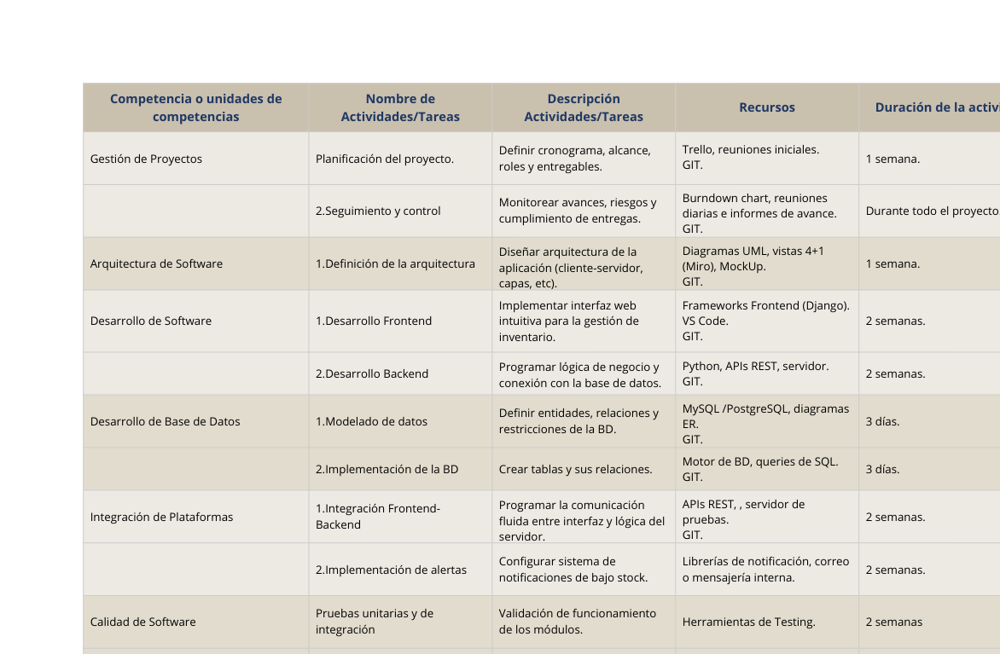 Competencia o unidades de
competencias
Nombre de
Actividades/Tareas
Descripción
Actividades/Tareas
Recursos
Duración de la activi
Gestión de Proyectos
Planificación del proyecto.
Definir cronograma, alcance,
roles y entregables.
Trello, reuniones iniciales.
GIT.
1 semana.
2.Seguimiento y control
Monitorear avances, riesgos y
cumplimiento de entregas.
Burndown chart, reuniones
diarias e informes de avance.
GIT.
Durante todo el proyecto
Arquitectura de Software
1.Definición de la arquitectura
Diseñar arquitectura de la
aplicación (cliente-servidor,
capas, etc).
Diagramas UML, vistas 4+1
(Miro), MockUp.
GIT.
1 semana.
Desarrollo de Software
1.Desarrollo Frontend
Implementar interfaz web
intuitiva para la gestión de
inventario.
Frameworks Frontend (Django).
VS Code.
GIT.
2 semanas.
2.Desarrollo Backend
Programar lógica de negocio y
conexión con la base de datos.
Python, APIs REST, servidor.
GIT.
2 semanas.
Desarrollo de Base de Datos
1.Modelado de datos
Definir entidades, relaciones y
restricciones de la BD.
MySQL /PostgreSQL, diagramas
ER.
GIT.
3 días.
2.Implementación de la BD
Crear tablas y sus relaciones.
Motor de BD, queries de SQL.
GIT.
3 días.
Integración de Plataformas
1.Integración Frontend-
Backend
Programar la comunicación
fluida entre interfaz y lógica del
servidor.
APIs REST, , servidor de
pruebas.
GIT.
2 semanas.
2.Implementación de alertas
Configurar sistema de
notificaciones de bajo stock.
Librerías de notificación, correo
o mensajería interna.
2 semanas.
Calidad de Software
Pruebas unitarias y de
integración
Validación de funcionamiento
de los módulos.
Herramientas de Testing.
2 semanas